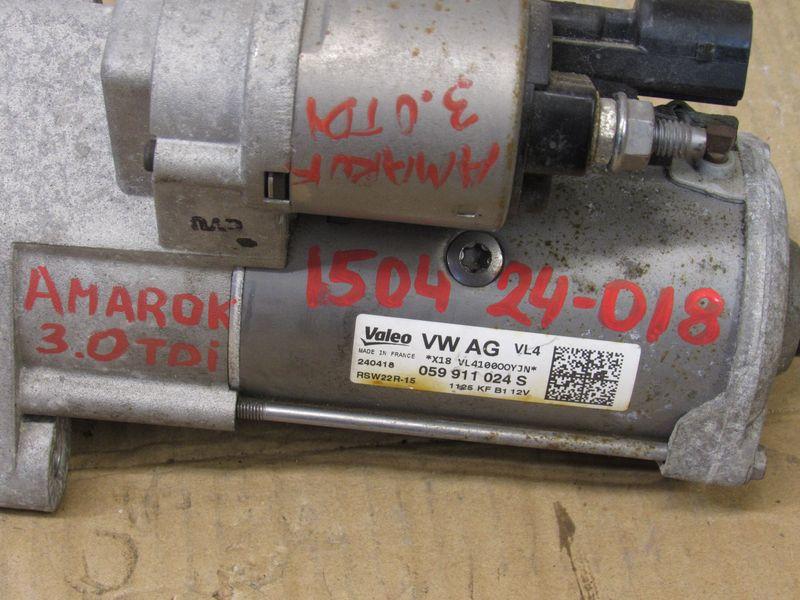 3.0TDI
AMAROK
AMAROK
3.0TDi
1504 24-018
Valeo VW AG VL4
MADE IN FRANCE *X18 VL41000OYJN*
240418 059 911 024 S
RSW22R-15 1125 KF B1 12V